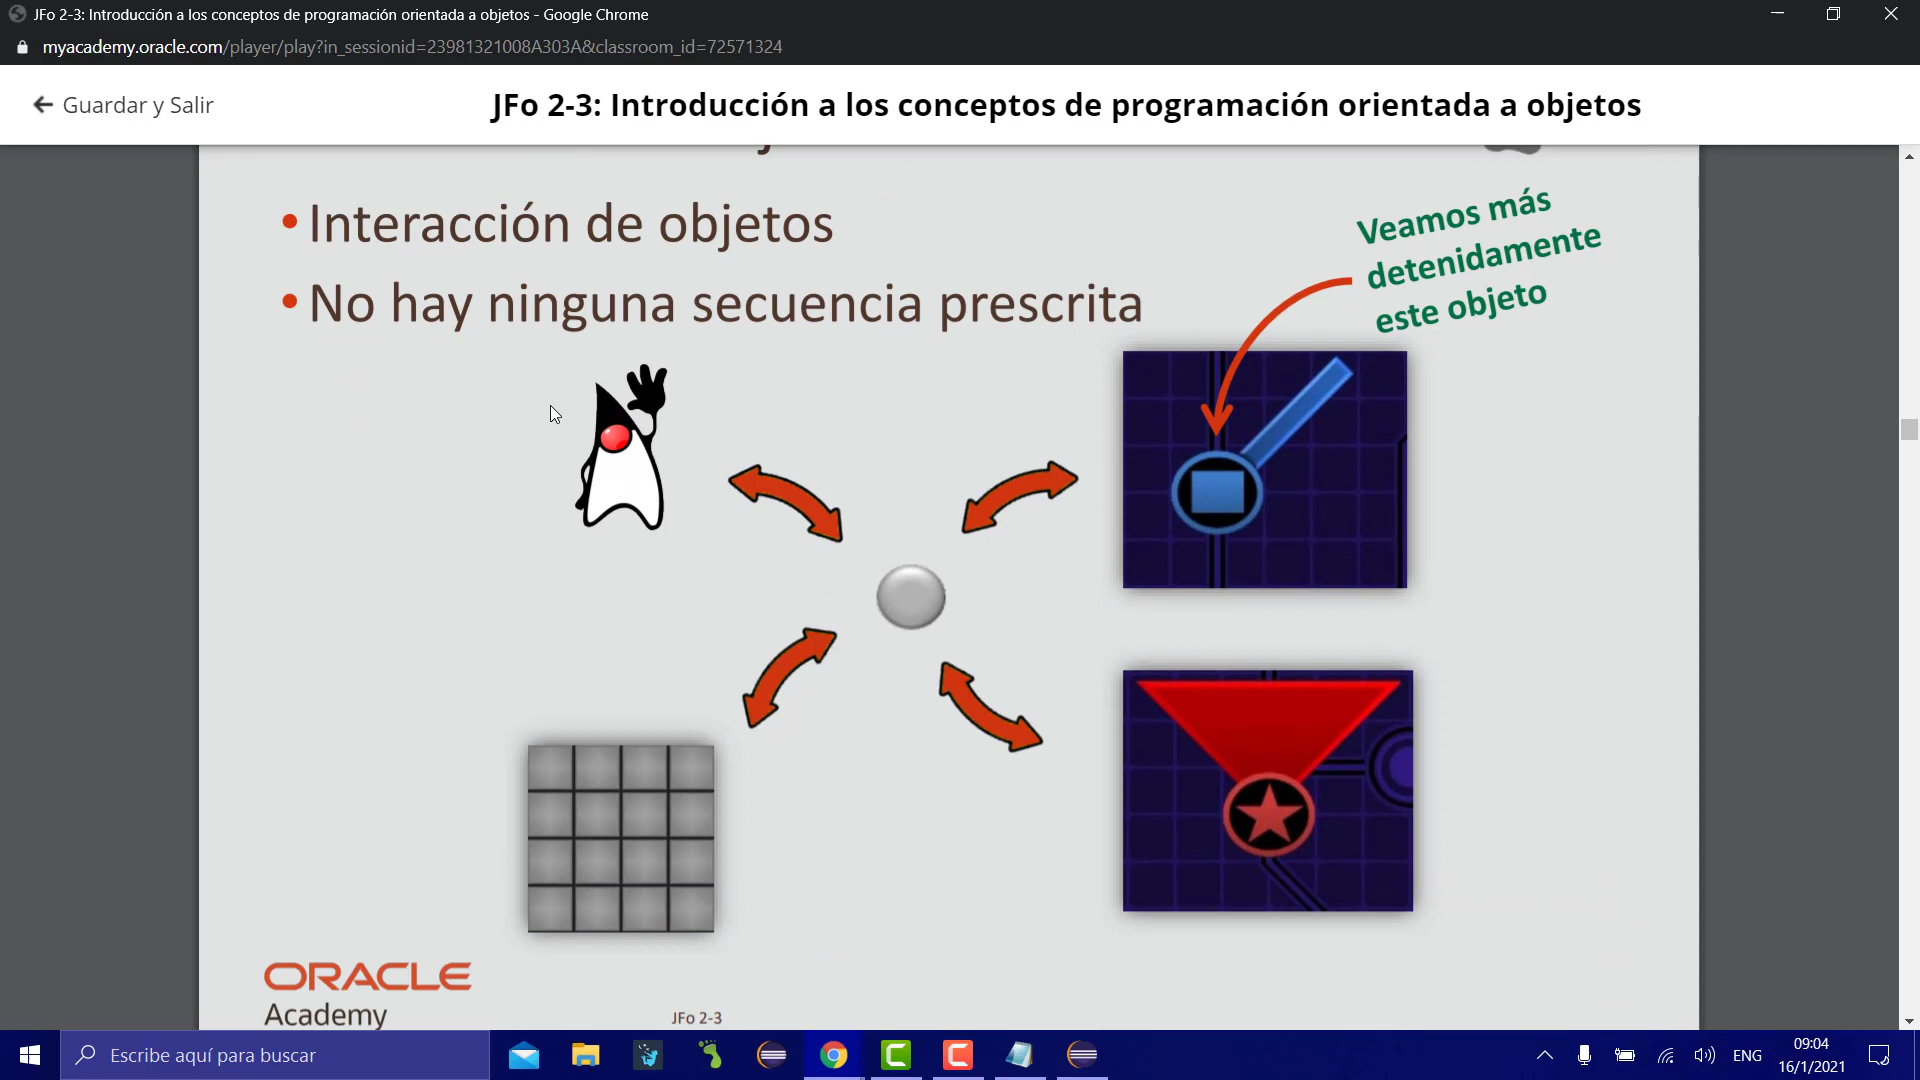 JFo 2-3: Introducción a los conceptos de programación orientada a objetos - Google Chrome
myacademy.oracle.com/player/play?in_sessionid=23981321008A303A&classroom_id=72571324
Guardar y Salir
JFo 2-3: Introducción a los conceptos de programación orientada a objetos
• Interacción de objetos
• No hay ninguna secuencia prescrita
Veamos más
detenidamente
este objeto
ORACLE
Academy
JFo 2-3
Escribe aquí para buscar
ENG
09:04
16/1/2021